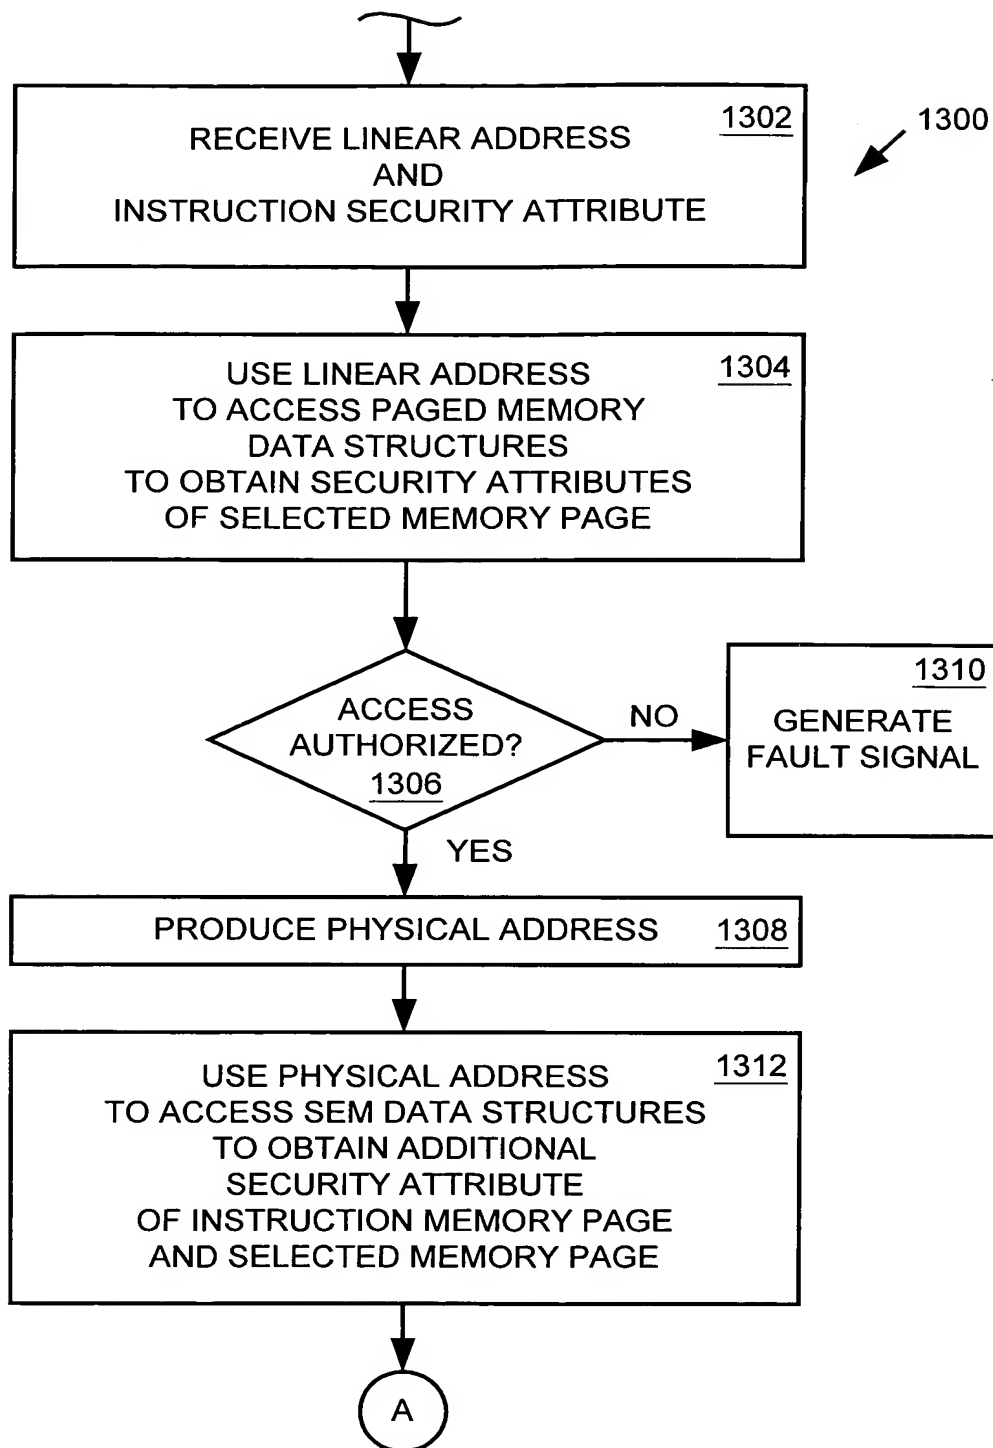 1302
RECEIVE LINEAR ADDRESS
AND
INSTRUCTION SECURITY ATTRIBUTE
1300
1304
USE LINEAR ADDRESS
TO ACCESS PAGED MEMORY
DATA STRUCTURES
TO OBTAIN SECURITY ATTRIBUTES
OF SELECTED MEMORY PAGE
ACCESS
AUTHORIZED?
1306
NO
1310
GENERATE
FAULT SIGNAL
YES
PRODUCE PHYSICAL ADDRESS 1308
1312
USE PHYSICAL ADDRESS
TO ACCESS SEM DATA STRUCTURES
TO OBTAIN ADDITIONAL
SECURITY ATTRIBUTE
OF INSTRUCTION MEMORY PAGE
AND SELECTED MEMORY PAGE
A